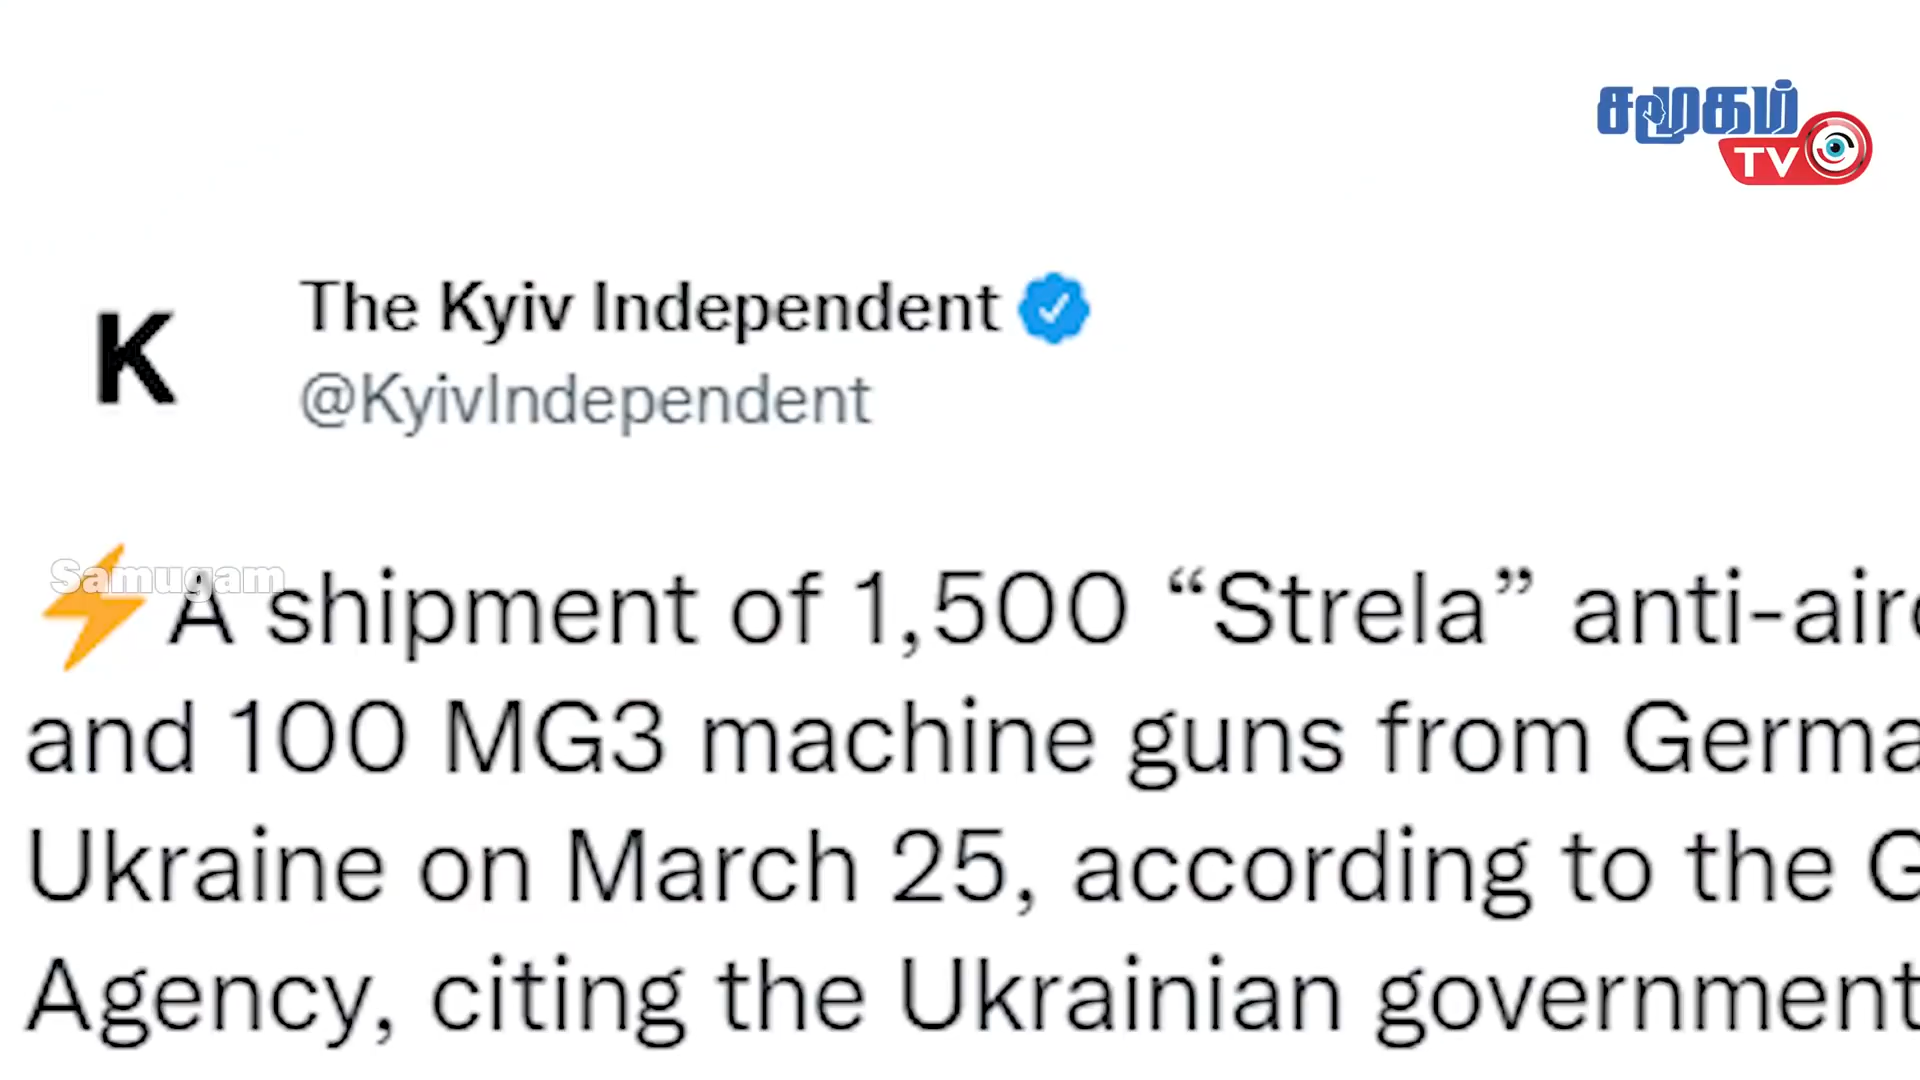 சமூகம்
TV
K
The Kyiv Independent
@KyivIndependent
Samugam
A shipment of 1,500 “Strela” anti-airc
and 100 MG3 machine guns from Germa
Ukraine on March 25, according to the G
Agency, citing the Ukrainian government